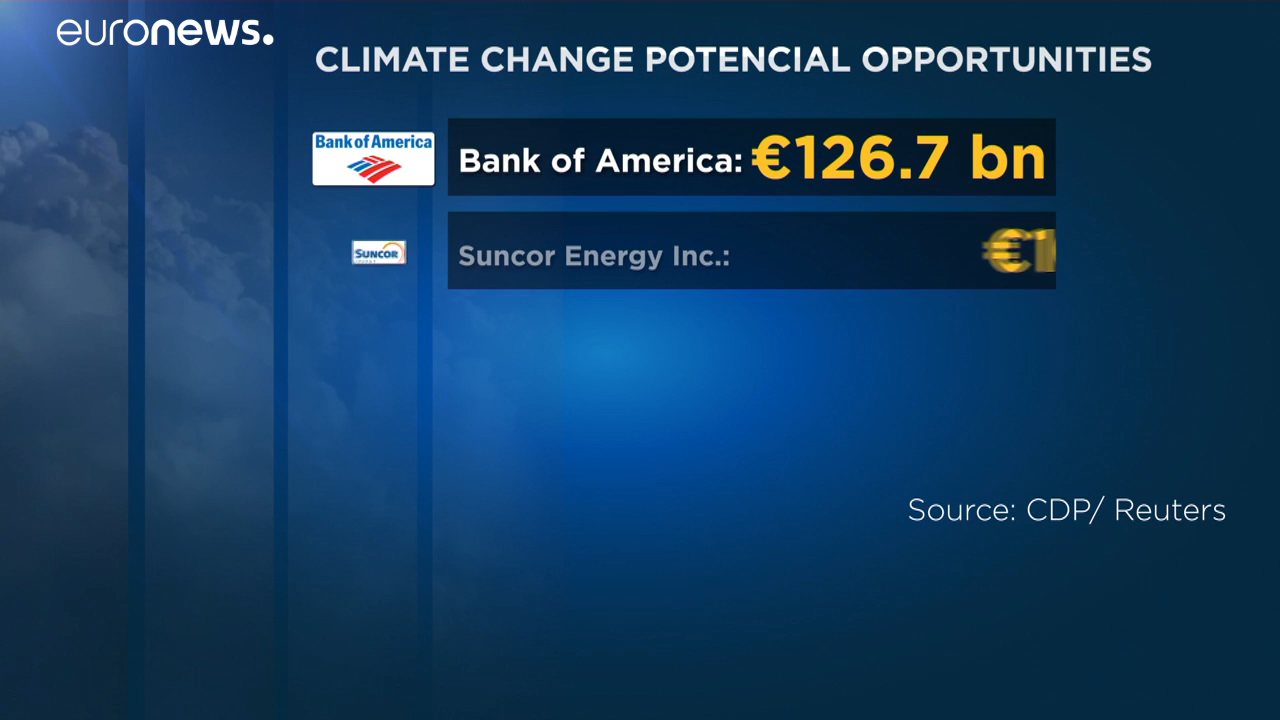 euronews.
CLIMATE CHANGE POTENCIAL OPPORTUNITIES
Bank of America
Bank of America: €126.7 bn
SUNCOR
Suncor Energy Inc.: €1
Source: CDP/ Reuters